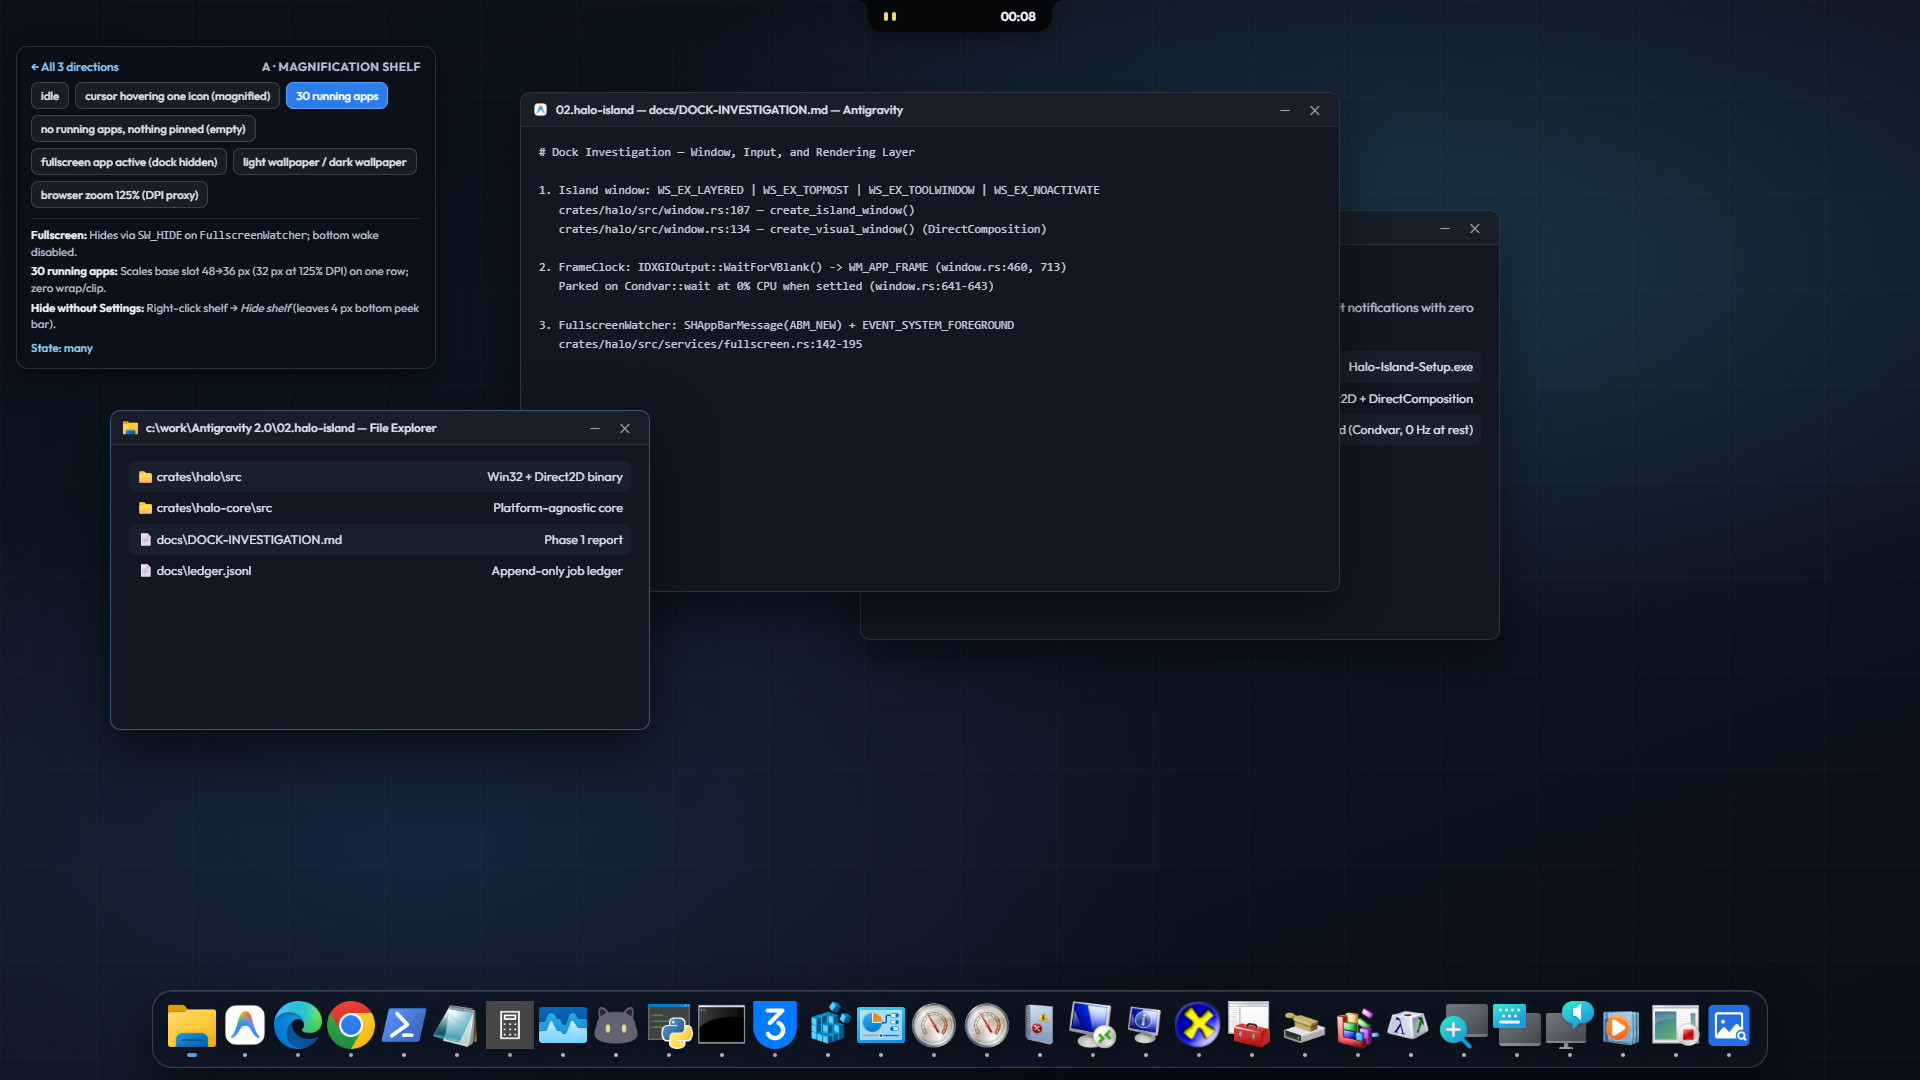 00:08
← All 3 directions
A · MAGNIFICATION SHELF
idle
cursor hovering one icon (magnified)
30 running apps
no running apps, nothing pinned (empty)
fullscreen app active (dock hidden)
light wallpaper / dark wallpaper
browser zoom 125% (DPI proxy)
Fullscreen: Hides via SW_HIDE on FullscreenWatcher; bottom wake
disabled.
30 running apps: Scales base slot 48→36 px (32 px at 125% DPI) on one row;
zero wrap/clip.
Hide without Settings: Right-click shelf → Hide shelf (leaves 4 px bottom peek
bar).
State: many
02.halo-island — docs/DOCK-INVESTIGATION.md — Antigravity
# Dock Investigation — Window, Input, and Rendering Layer
1. Island window: WS_EX_LAYERED | WS_EX_TOPMOST | WS_EX_TOOLWINDOW | WS_EX_NOACTIVATE
crates/halo/src/window.rs:107 — create_island_window()
crates/halo/src/window.rs:134 — create_visual_window() (DirectComposition)
2. FrameClock: IDXGIOutput::WaitForVBlank() -> WM_APP_FRAME (window.rs:460, 713)
Parked on Condvar::wait at 0% CPU when settled (window.rs:641-643)
3. FullscreenWatcher: SHAppBarMessage(ABM_NEW) + EVENT_SYSTEM_FOREGROUND
crates/halo/src/services/fullscreen.rs:142-195
t notifications with zero
Halo-Island-Setup.exe
2D + DirectComposition
d (Condvar, 0 Hz at rest)
c:\work\Antigravity 2.0\02.halo-island — File Explorer
crates\halo\src
Win32 + Direct2D binary
crates\halo-core\src
Platform-agnostic core
docs\DOCK-INVESTIGATION.md
Phase 1 report
docs\ledger.jsonl
Append-only job ledger